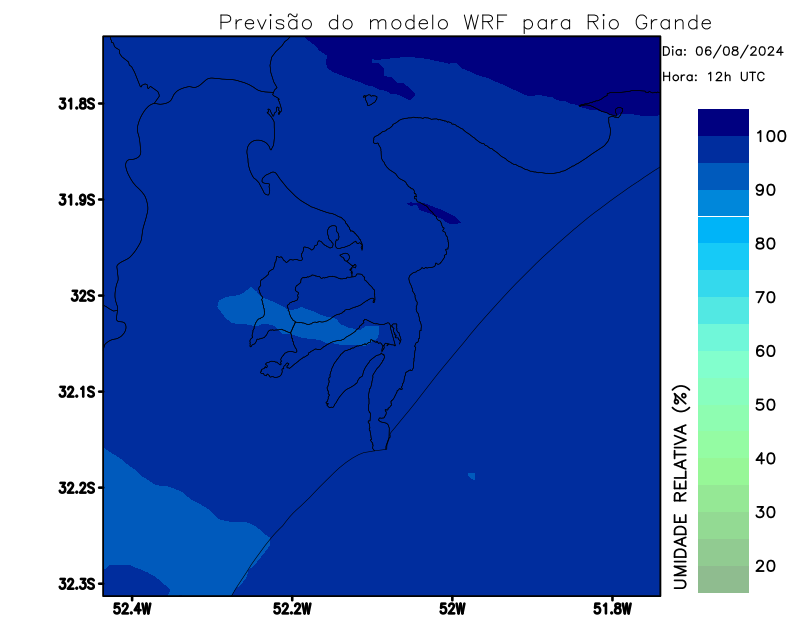 Previsão do modelo WRF para Rio Grande
Dia: 06/08/2024
Hora: 12h UTC
31.8S
31.9S
32S
32.1S
32.2S
32.3S
52.4W
52.2W
52W
51.8W
UMIDADE RELATIVA (%)
100
90
80
70
60
50
40
30
20